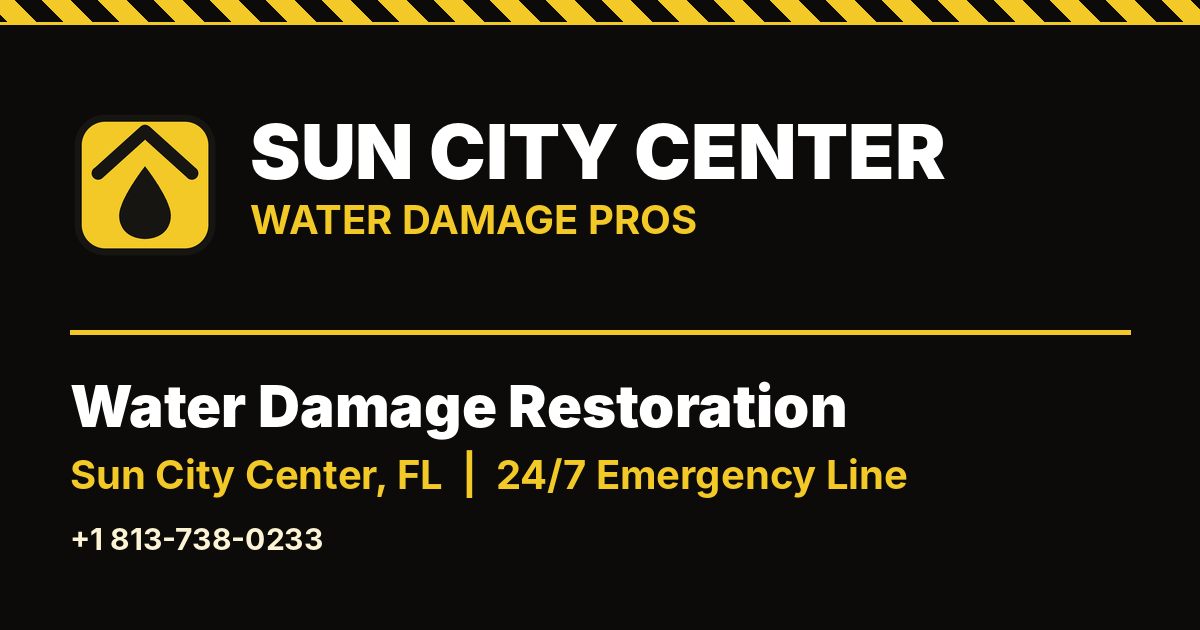 SUN CITY CENTER
WATER DAMAGE PROS
Water Damage Restoration
Sun City Center, FL | 24/7 Emergency Line
+1 813-738-0233